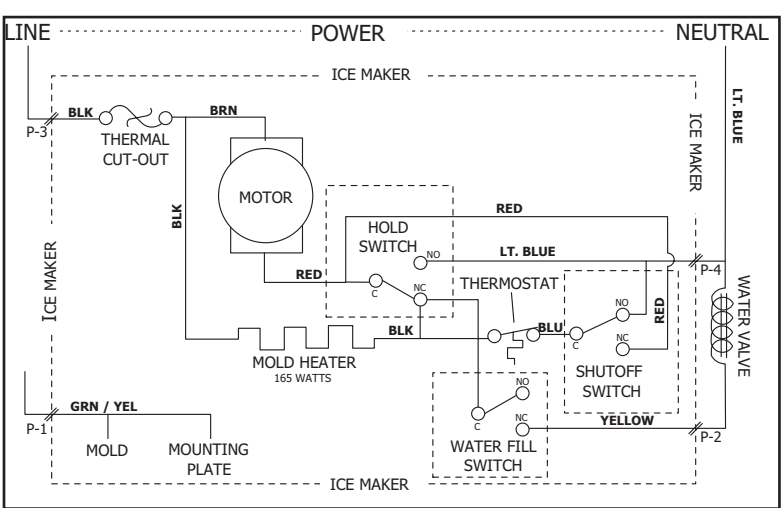 LINE POWER NEUTRAL
ICE MAKER
BLK
BRN
P-3
THERMAL
CUT-OUT
LT. BLUE
ICE MAKER
MOTOR
BLK
HOLD
SWITCH
RED
NO
LT. BLUE
P-4
ICE MAKER
RED
C
NC
THERMOSTAT
WATER VALVE
NO
RED
BLK
BLU
C
NC
MOLD HEATER
165 WATTS
SHUTOFF
SWITCH
NO
GRN / YEL
P-1
C
NC
YELLOW
P-2
MOLD
MOUNTING
PLATE
WATER FILL
SWITCH
ICE MAKER